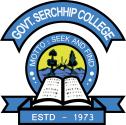 GOVT. SERCHHIP COLLEGE
MOTTO : SEEK AND FIND
ESTD - 1973